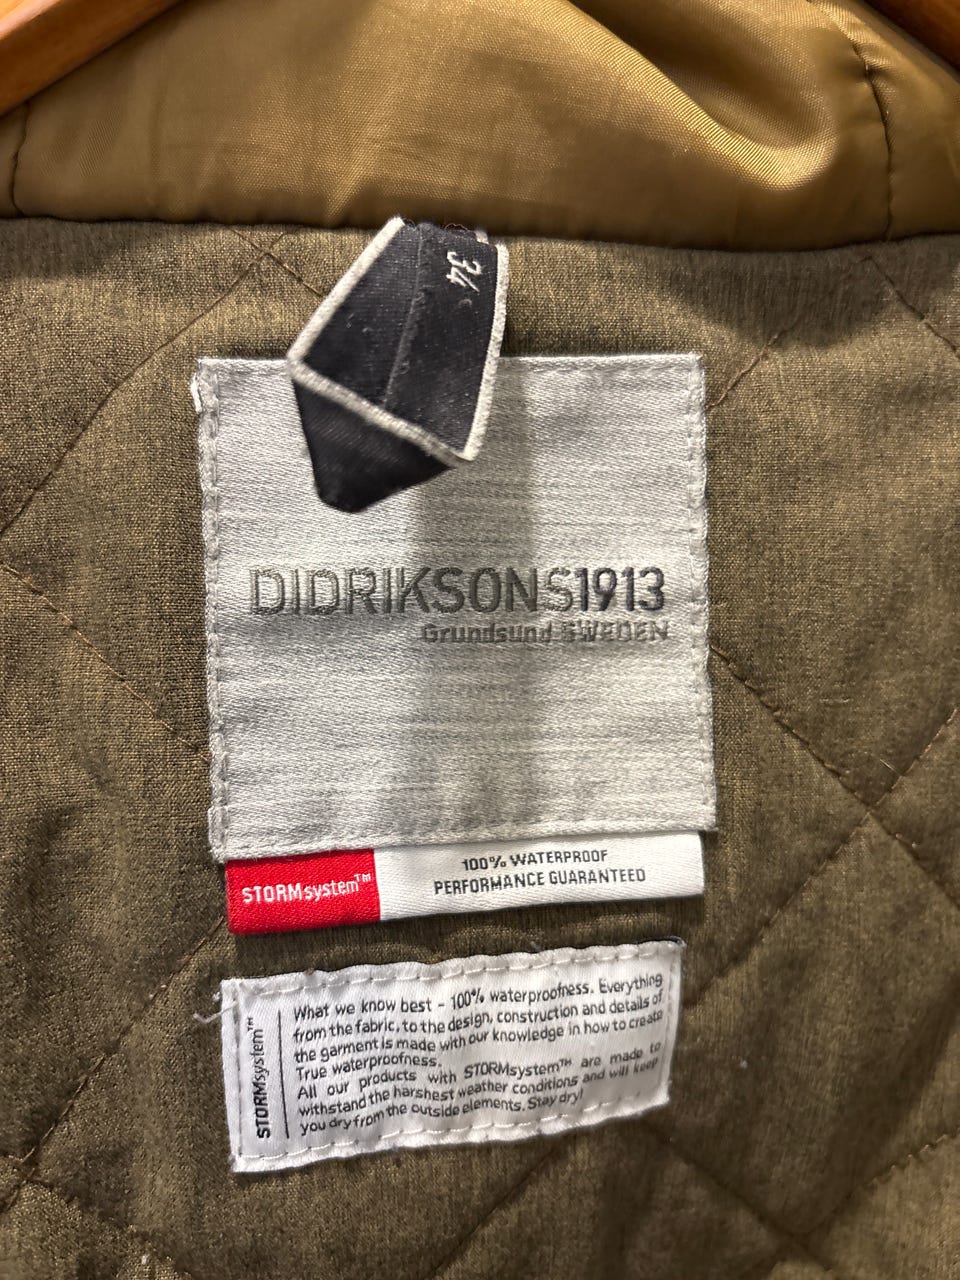 34
DIDRIKSONS1913
Grundsund SWEDEN
STORMsystem™
100% WATERPROOF
PERFORMANCE GUARANTEED
STORMsystem™
What we know best - 100% waterproofness. Everything
from the fabric, to the design, construction and details of
the garment is made with our knowledge in how to create
True waterproofness.
All our products with STORMsystem™ are made to
withstand the harshest weather conditions and will keep
you dry from the outside elements. Stay dry!